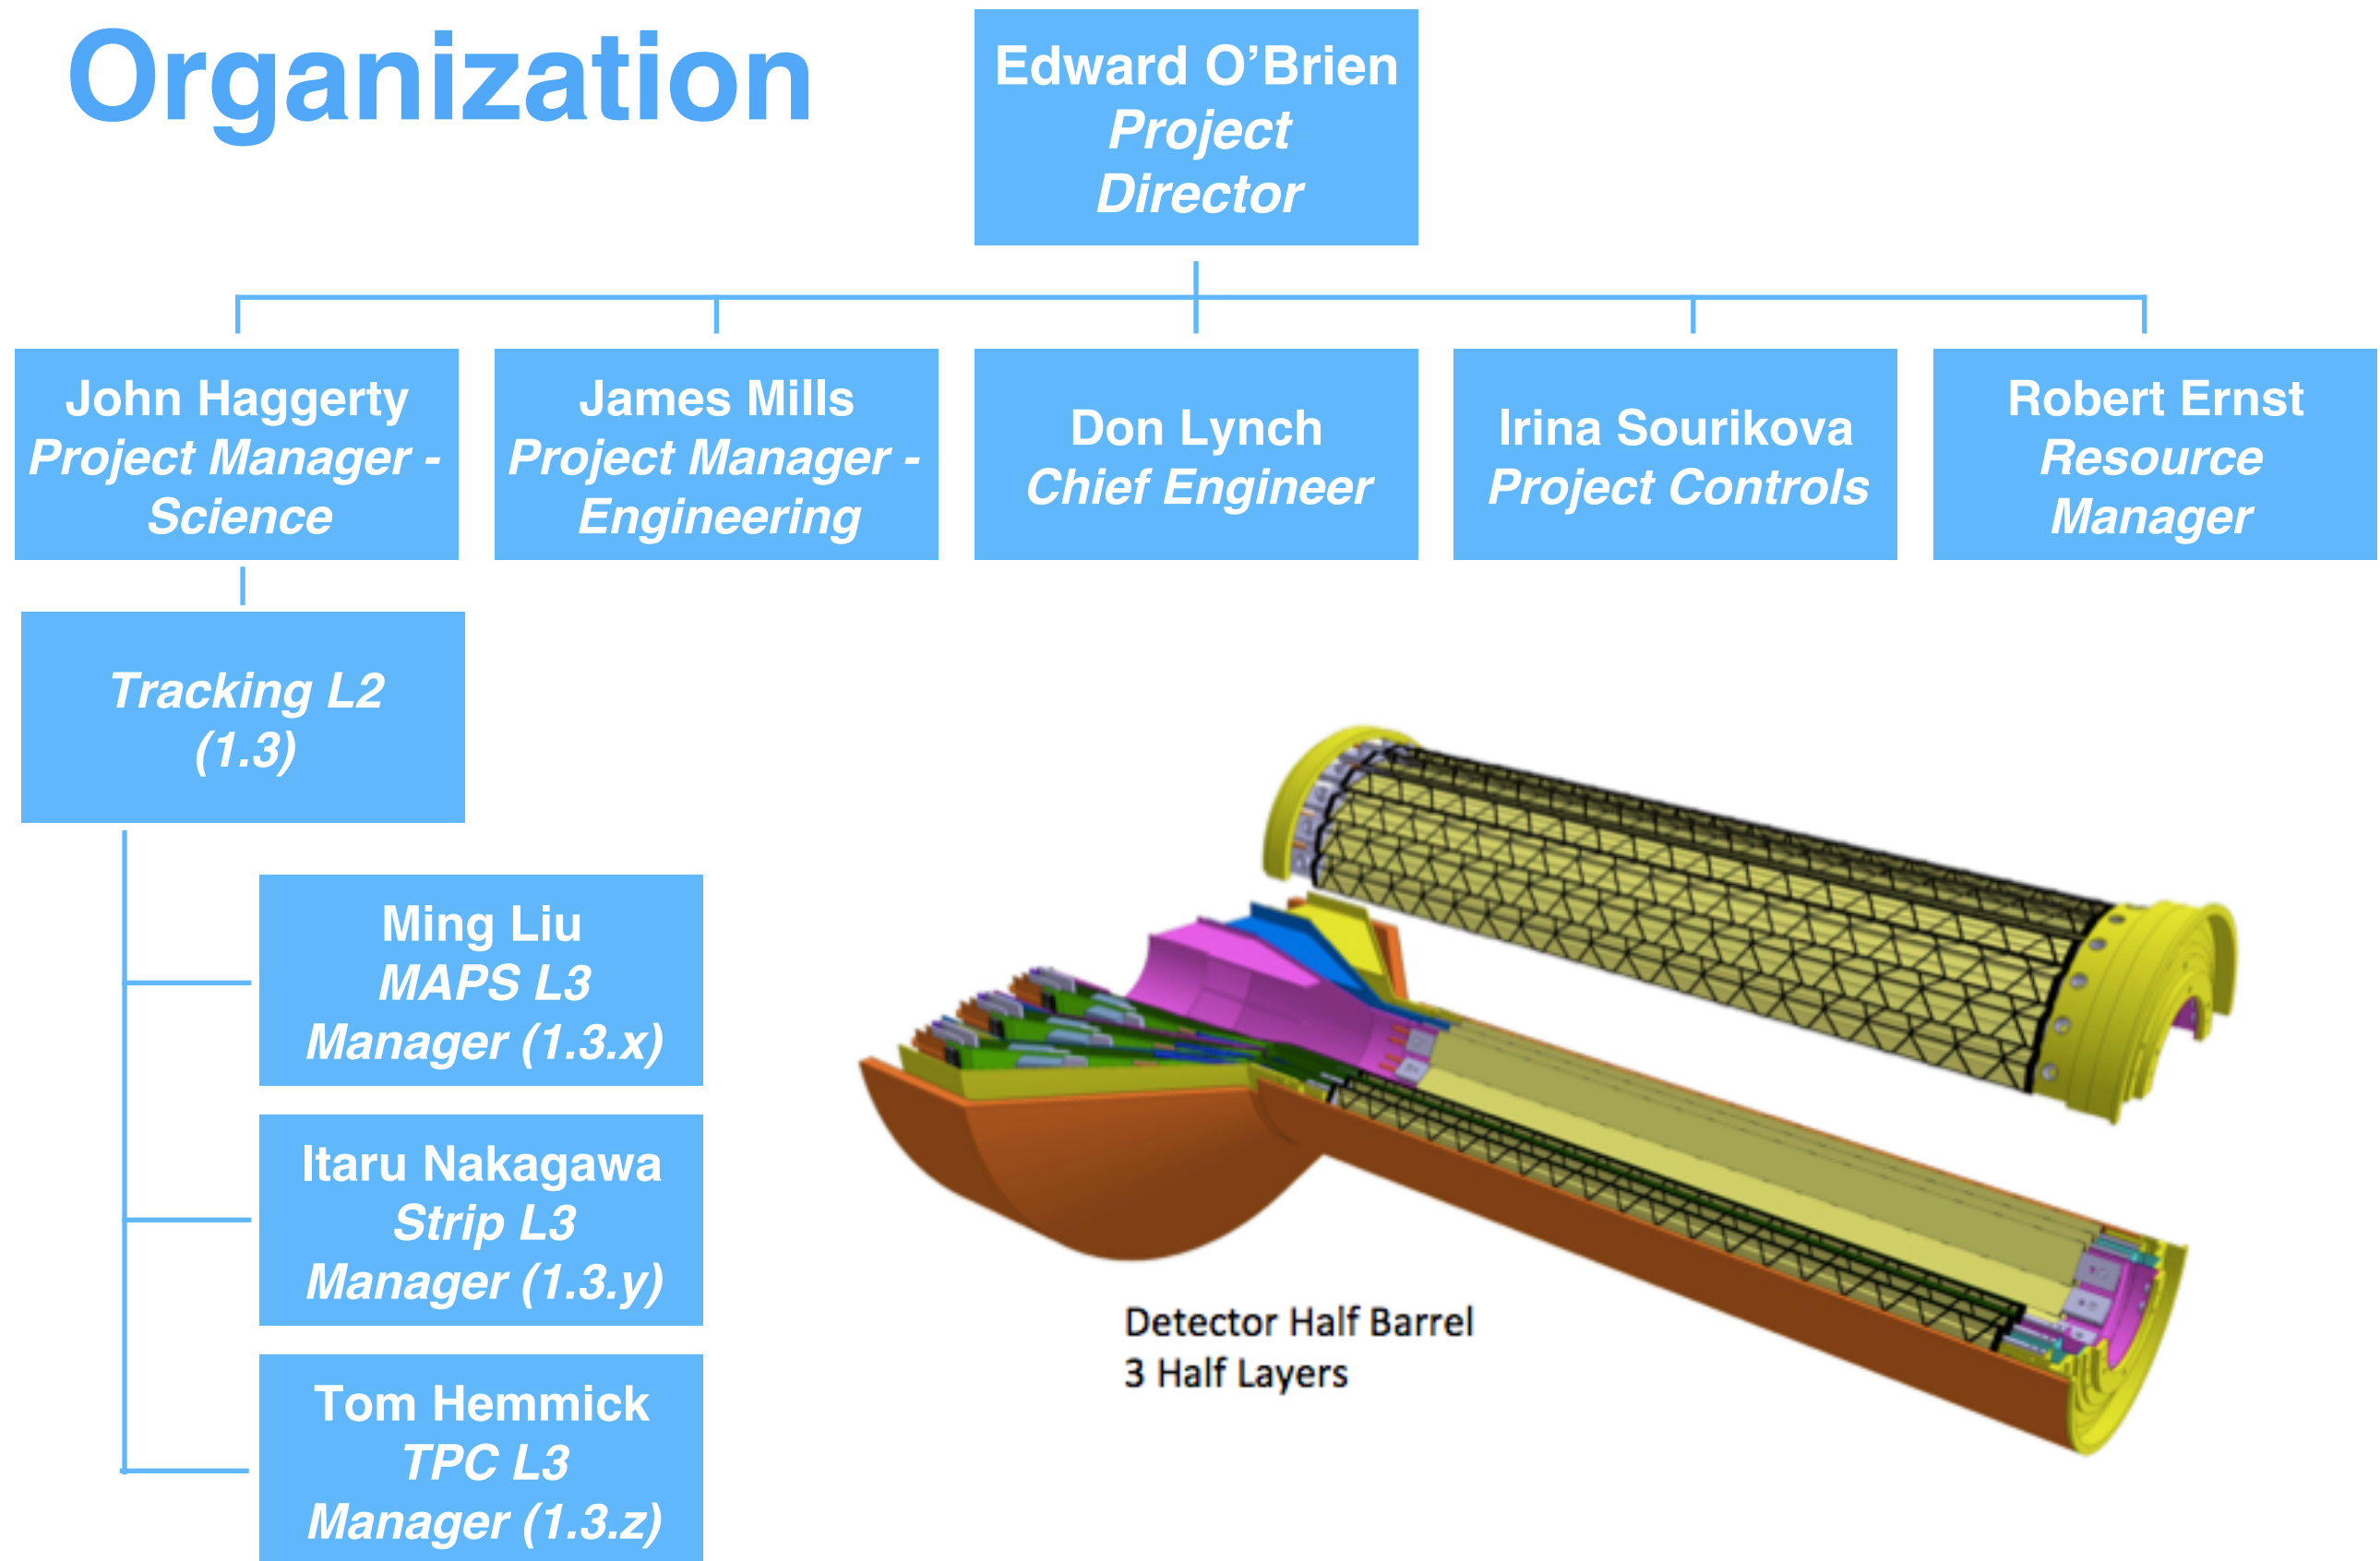 Organization
Edward O’Brien
Project
Director
John Haggerty
Project Manager -
Science
James Mills
Project Manager -
Engineering
Don Lynch
Chief Engineer
Irina Sourikova
Project Controls
Robert Ernst
Resource
Manager
Tracking L2
(1.3)
Ming Liu
MAPS L3
Manager (1.3.x)
Itaru Nakagawa
Strip L3
Manager (1.3.y)
Tom Hemmick
TPC L3
Manager (1.3.z)
Detector Half Barrel
3 Half Layers